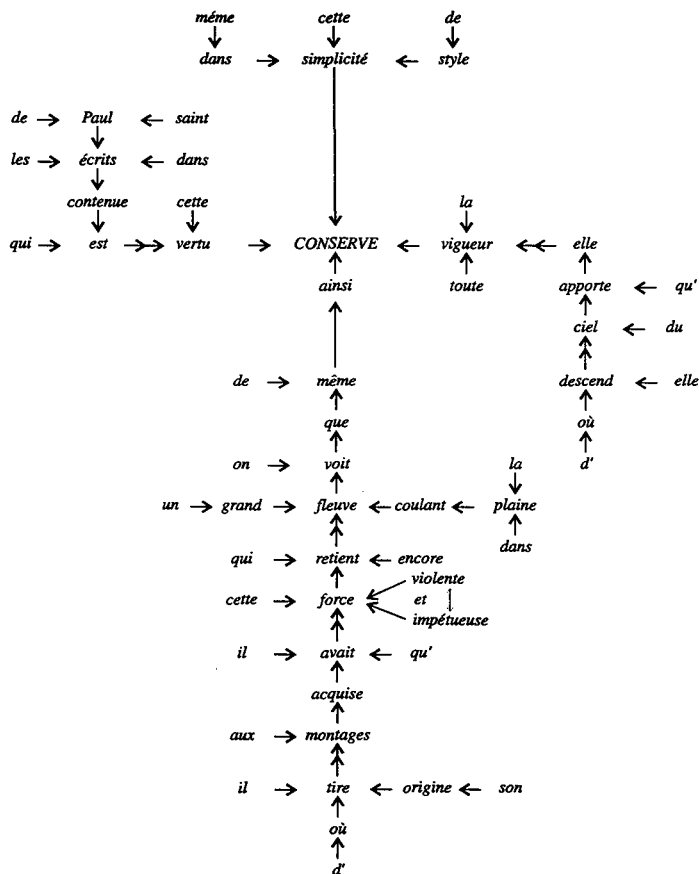 méme cette de
dans simplicité style
de Paul saint
les écrits dans
contenue cette la
qui est vertu CONSERVE vigueur elle
ainsi toute apporte qu'
ciel du
de même descend elle
que où
on voit la d'
un grand fleuve coulant plaine
dans
qui retient encore
violente
cette force et
impétueuse
il avait qu'
acquise
aux montages
il tire origine son
où
d'